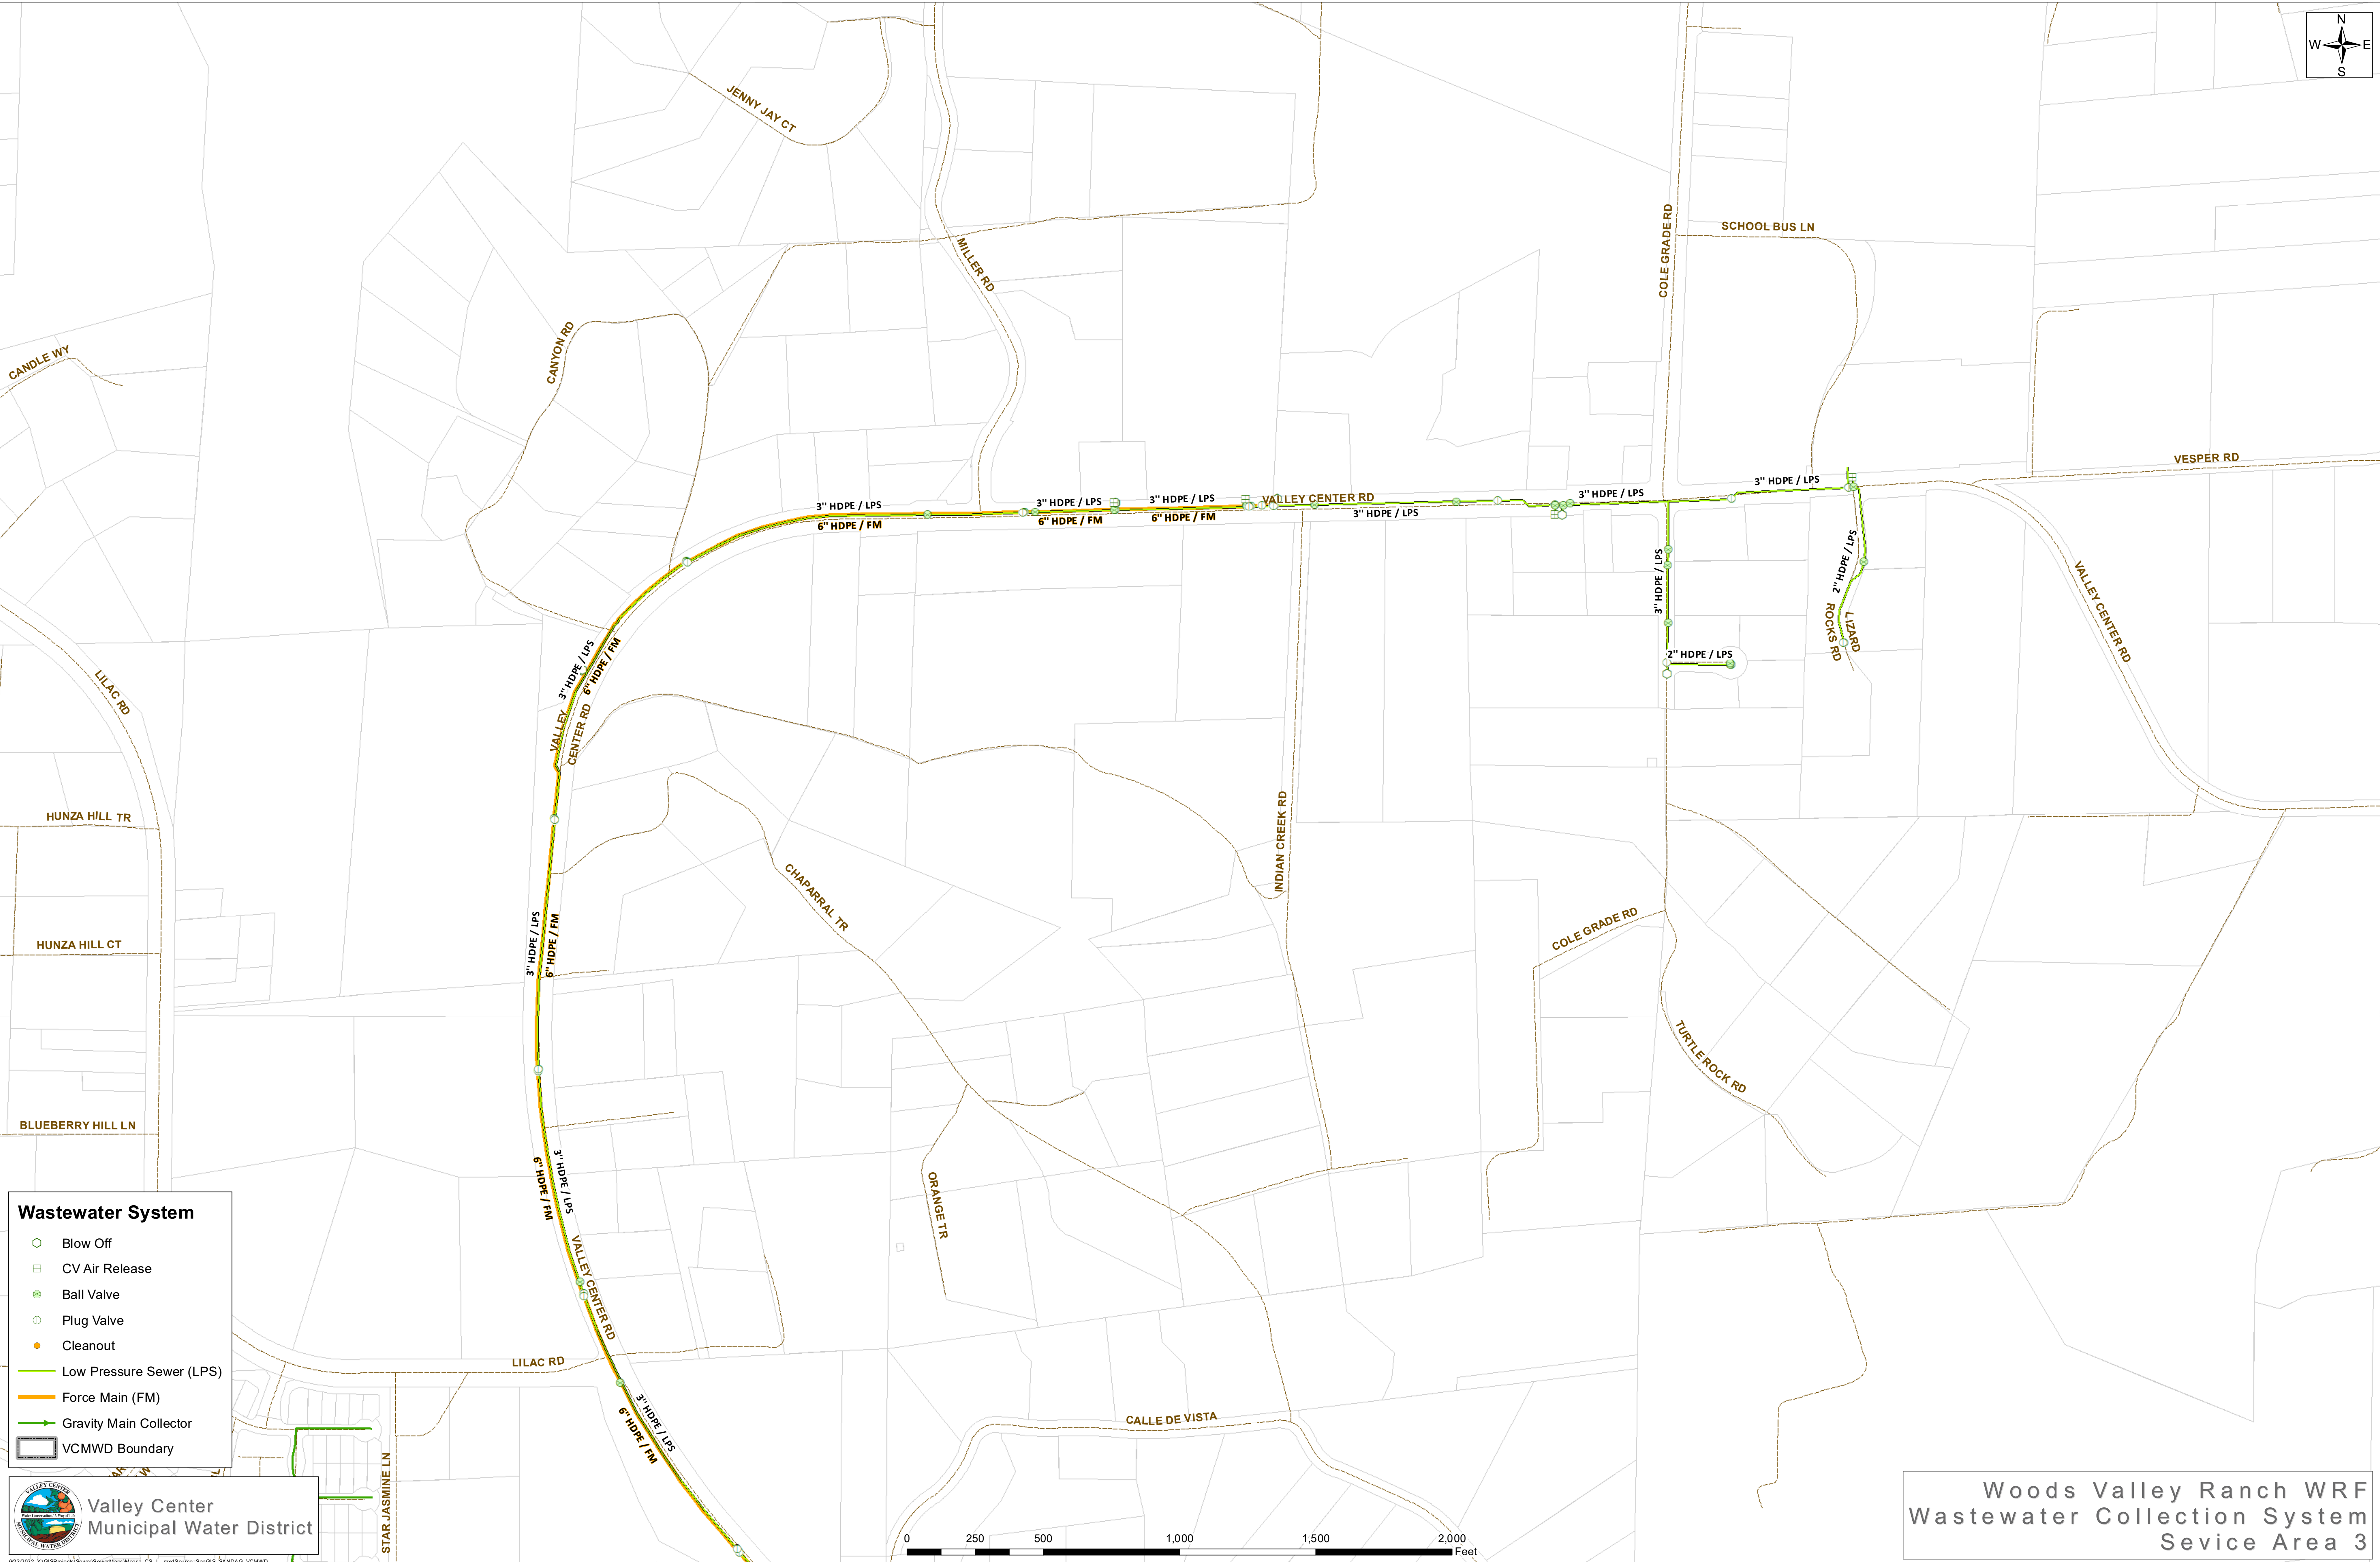 N
W E
S
JENNY JAY CT
MILLER RD
COLE GRADE RD
SCHOOL BUS LN
CANYON RD
CANDLE WY
VESPER RD
3" HDPE / LPS
3" HDPE / LPS
3" HDPE / LPS
VALLEY CENTER RD
3" HDPE / LPS
3" HDPE / LPS
6" HDPE / FM
6" HDPE / FM
6" HDPE / FM
3" HDPE / LPS
3" HDPE / LPS
2" HDPE / LPS
2" HDPE / LPS
LIZARD
ROCKS RD
VALLEY CENTER RD
3" HDPE / LPS
6" HDPE / FM
VALLEY
CENTER RD
LILAC RD
HUNZA HILL TR
HUNZA HILL CT
BLUEBERRY HILL LN
INDIAN CREEK RD
CHAPARRAL TR
3" HDPE / LPS
6" HDPE / FM
COLE GRADE RD
TURTLE ROCK RD
3" HDPE / LPS
6" HDPE / FM
ORANGE TR
VALLEY CENTER RD
LILAC RD
3" HDPE / LPS
6" HDPE / FM
CALLE DE VISTA
STAR JASMINE LN
Wastewater System
Blow Off
CV Air Release
Ball Valve
Plug Valve
Cleanout
Low Pressure Sewer (LPS)
Force Main (FM)
Gravity Main Collector
VCMWD Boundary
VALLEY CENTER
MUNICIPAL WATER DISTRICT
Valley Center
Municipal Water District
0 250 500 1,000 1,500 2,000
Feet
Woods Valley Ranch WRF
Wastewater Collection System
Sevice Area 3